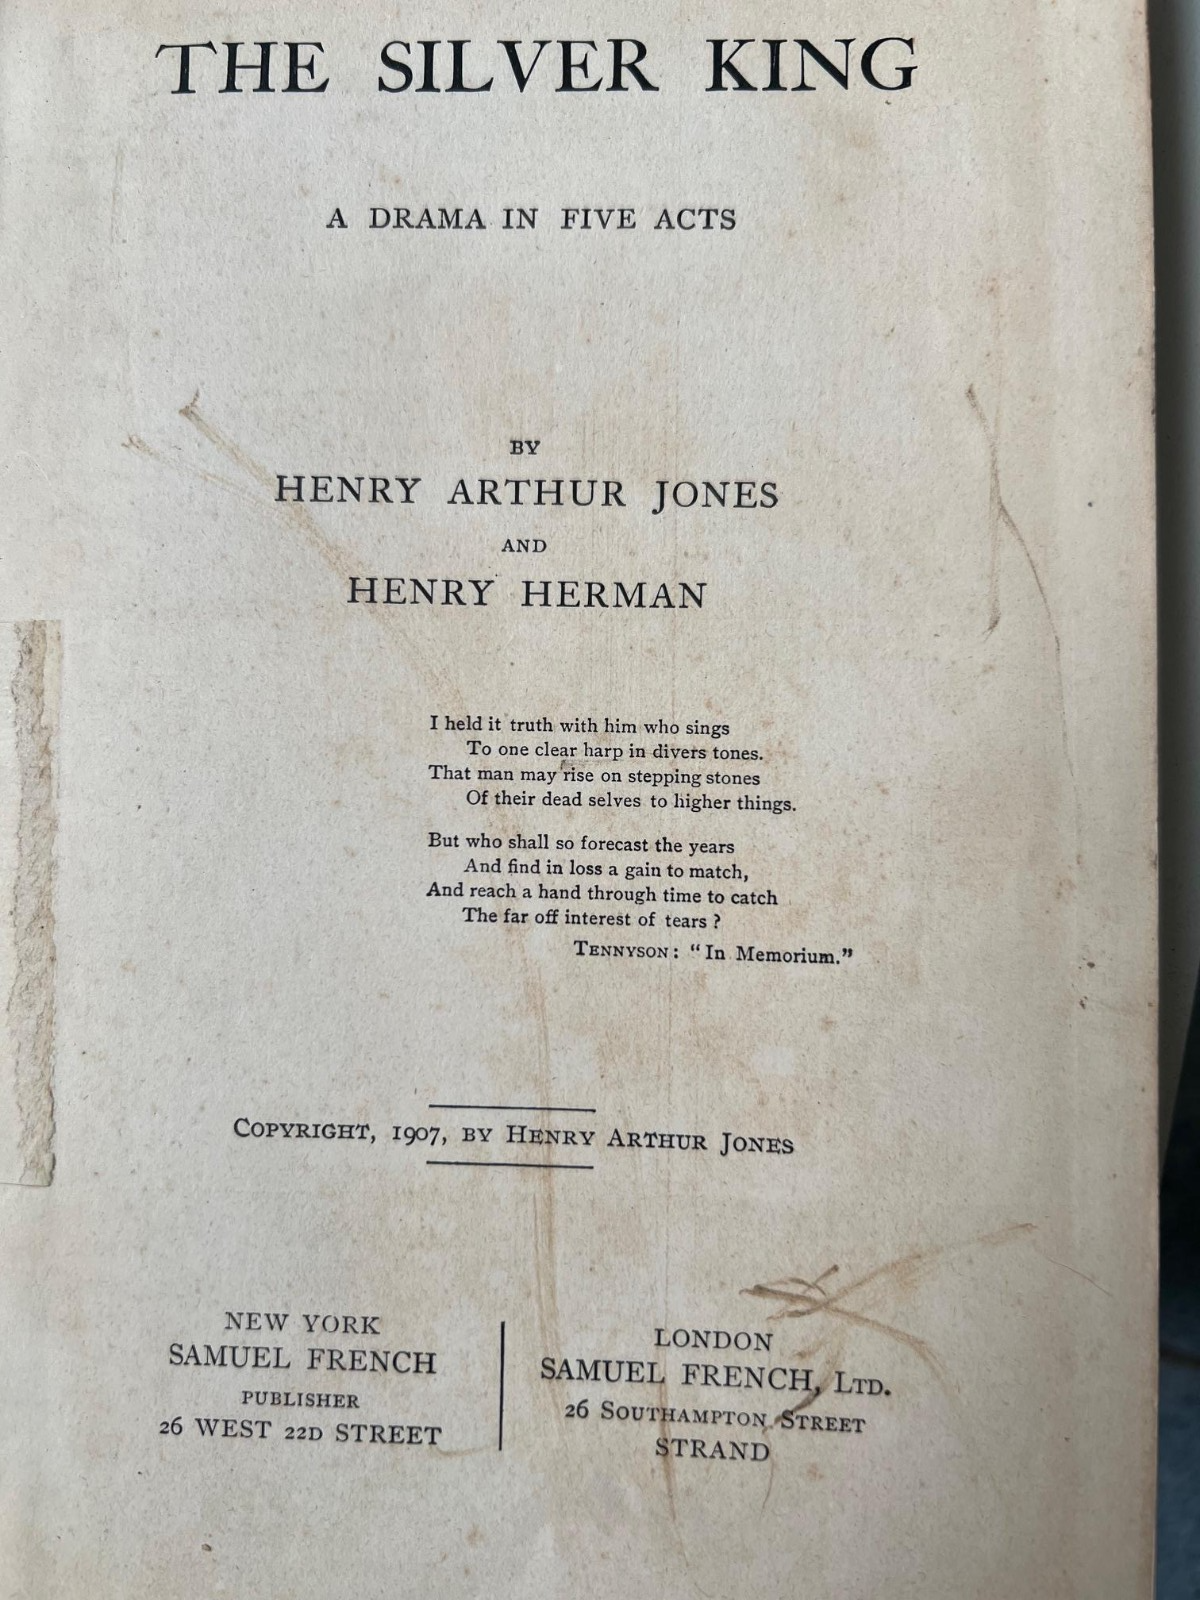 THE SILVER KING
A DRAMA IN FIVE ACTS
BY
HENRY ARTHUR JONES
AND
HENRY HERMAN
I held it truth with him who sings
To one clear harp in divers tones.
That man may rise on stepping stones
Of their dead selves to higher things.
But who shall so forecast the years
And find in loss a gain to match,
And reach a hand through time to catch
The far off interest of tears ?
TENNYSON: "In Memorium."
COPYRIGHT, 1907, BY HENRY ARTHUR JONES
NEW YORK
SAMUEL FRENCH
PUBLISHER
26 WEST 22D STREET
LONDON
SAMUEL FRENCH, LTD.
26 SOUTHAMPTON STREET
STRAND